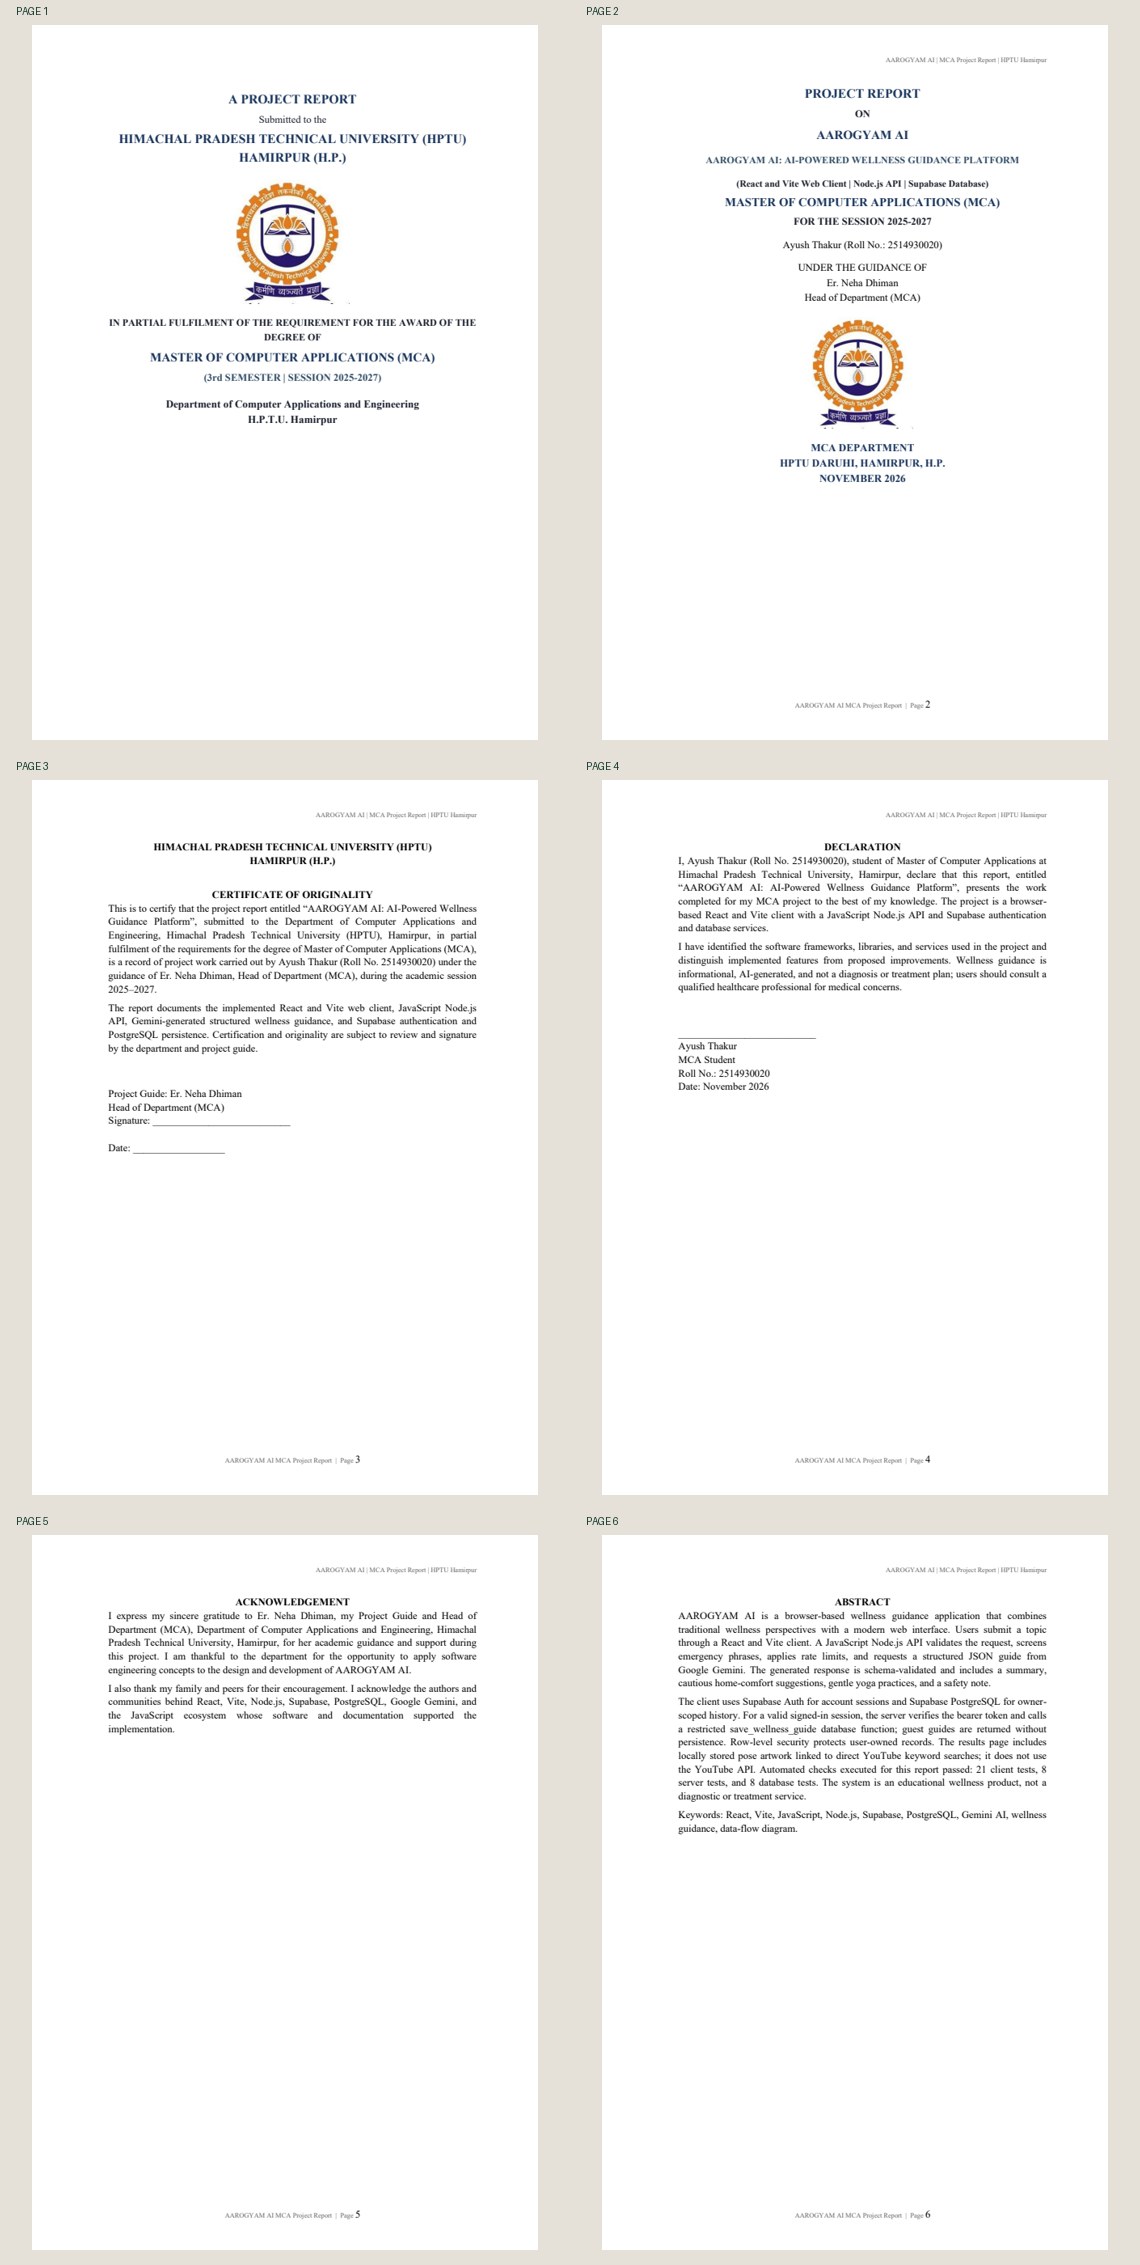 PAGE 1
A PROJECT REPORT
Submitted to the
HIMACHAL PRADESH TECHNICAL UNIVERSITY (HPTU)
HAMIRPUR (H.P.)
हिमाचल प्रदेश तकनीकी विश्वविद्यालय
Himachal Pradesh Technical University
कर्मणि व्यज्यते प्रज्ञा
IN PARTIAL FULFILMENT OF THE REQUIREMENT FOR THE AWARD OF THE
DEGREE OF
MASTER OF COMPUTER APPLICATIONS (MCA)
(3rd SEMESTER | SESSION 2025-2027)
Department of Computer Applications and Engineering
H.P.T.U. Hamirpur
PAGE 2
AAROGYAM AI | MCA Project Report | HPTU Hamirpur
PROJECT REPORT
ON
AAROGYAM AI
AAROGYAM AI: AI-POWERED WELLNESS GUIDANCE PLATFORM
(React and Vite Web Client | Node.js API | Supabase Database)
MASTER OF COMPUTER APPLICATIONS (MCA)
FOR THE SESSION 2025-2027
Ayush Thakur (Roll No.: 2514930020)
UNDER THE GUIDANCE OF
Er. Neha Dhiman
Head of Department (MCA)
हिमाचल प्रदेश तकनीकी विश्वविद्यालय
Himachal Pradesh Technical University
कर्मणि व्यज्यते प्रज्ञा
MCA DEPARTMENT
HPTU DARUHI, HAMIRPUR, H.P.
NOVEMBER 2026
AAROGYAM AI MCA Project Report | Page 2
PAGE 3
AAROGYAM AI | MCA Project Report | HPTU Hamirpur
HIMACHAL PRADESH TECHNICAL UNIVERSITY (HPTU)
HAMIRPUR (H.P.)
CERTIFICATE OF ORIGINALITY
This is to certify that the project report entitled “AAROGYAM AI: AI-Powered Wellness
Guidance Platform”, submitted to the Department of Computer Applications and
Engineering, Himachal Pradesh Technical University (HPTU), Hamirpur, in partial
fulfilment of the requirements for the degree of Master of Computer Applications (MCA),
is a record of project work carried out by Ayush Thakur (Roll No. 2514930020) under the
guidance of Er. Neha Dhiman, Head of Department (MCA), during the academic session
2025–2027.
The report documents the implemented React and Vite web client, JavaScript Node.js
API, Gemini-generated structured wellness guidance, and Supabase authentication and
PostgreSQL persistence. Certification and originality are subject to review and signature
by the department and project guide.
Project Guide: Er. Neha Dhiman
Head of Department (MCA)
Signature: ___________________________
Date: __________________
AAROGYAM AI MCA Project Report | Page 3
PAGE 4
AAROGYAM AI | MCA Project Report | HPTU Hamirpur
DECLARATION
I, Ayush Thakur (Roll No. 2514930020), student of Master of Computer Applications at
Himachal Pradesh Technical University, Hamirpur, declare that this report, entitled
“AAROGYAM AI: AI-Powered Wellness Guidance Platform”, presents the work
completed for my MCA project to the best of my knowledge. The project is a browser-
based React and Vite client with a JavaScript Node.js API and Supabase authentication
and database services.
I have identified the software frameworks, libraries, and services used in the project and
distinguish implemented features from proposed improvements. Wellness guidance is
informational, AI-generated, and not a diagnosis or treatment plan; users should consult a
qualified healthcare professional for medical concerns.
___________________________
Ayush Thakur
MCA Student
Roll No.: 2514930020
Date: November 2026
AAROGYAM AI MCA Project Report | Page 4
PAGE 5
AAROGYAM AI | MCA Project Report | HPTU Hamirpur
ACKNOWLEDGEMENT
I express my sincere gratitude to Er. Neha Dhiman, my Project Guide and Head of
Department (MCA), Department of Computer Applications and Engineering, Himachal
Pradesh Technical University, Hamirpur, for her academic guidance and support during
this project. I am thankful to the department for the opportunity to apply software
engineering concepts to the design and development of AAROGYAM AI.
I also thank my family and peers for their encouragement. I acknowledge the authors and
communities behind React, Vite, Node.js, Supabase, PostgreSQL, Google Gemini, and
the JavaScript ecosystem whose software and documentation supported the
implementation.
AAROGYAM AI MCA Project Report | Page 5
PAGE 6
AAROGYAM AI | MCA Project Report | HPTU Hamirpur
ABSTRACT
AAROGYAM AI is a browser-based wellness guidance application that combines
traditional wellness perspectives with a modern web interface. Users submit a topic
through a React and Vite client. A JavaScript Node.js API validates the request, screens
emergency phrases, applies rate limits, and requests a structured JSON guide from
Google Gemini. The generated response is schema-validated and includes a summary,
cautious home-comfort suggestions, gentle yoga practices, and a safety note.
The client uses Supabase Auth for account sessions and Supabase PostgreSQL for owner-
scoped history. For a valid signed-in session, the server verifies the bearer token and calls
a restricted save_wellness_guide database function; guest guides are returned without
persistence. Row-level security protects user-owned records. The results page includes
locally stored pose artwork linked to direct YouTube keyword searches; it does not use
the YouTube API. Automated checks executed for this report passed: 21 client tests, 8
server tests, and 8 database tests. The system is an educational wellness product, not a
diagnostic or treatment service.
Keywords: React, Vite, JavaScript, Node.js, Supabase, PostgreSQL, Gemini AI, wellness
guidance, data-flow diagram.
AAROGYAM AI MCA Project Report | Page 6